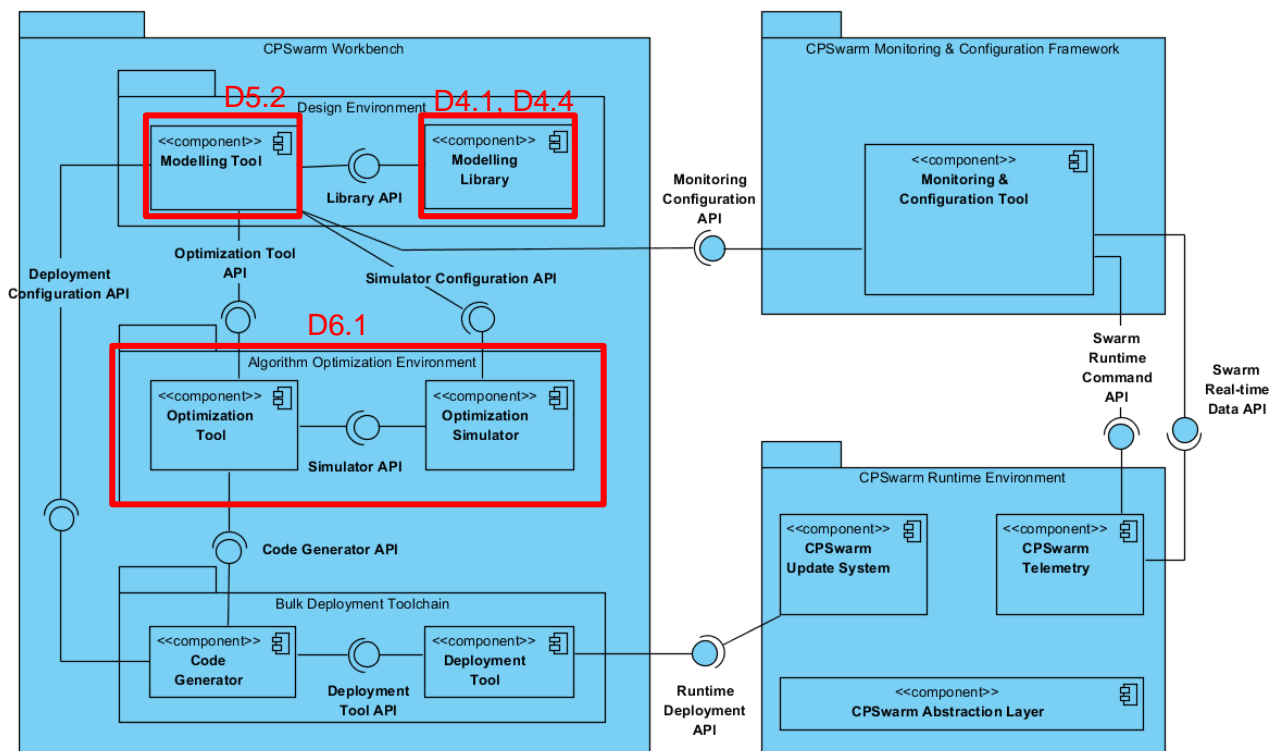 CPSwarm Workbench
D5.2
Design Environment
D4.1, D4.4
<<component>>
Modelling Tool
Library API
<<component>>
Modelling
Library
Optimization Tool
API
Simulator Configuration API
Deployment
Configuration API
D6.1
Algorithm Optimization Environment
<<component>>
Optimization
Tool
Simulator API
<<component>>
Optimization
Simulator
Code Generator API
Bulk Deployment Toolchain
<<component>>
Code
Generator
Deployment
Tool API
<<component>>
Deployment
Tool
Monitoring
Configuration
API
CPSwarm Monitoring & Configuration Framework
<<component>>
Monitoring &
Configuration Tool
Swarm
Runtime
Command
API
Swarm
Real-time
Data API
CPSwarm Runtime Environment
<<component>>
CPSwarm
Update System
<<component>>
CPSwarm
Telemetry
Runtime
Deployment
API
<<component>>
CPSwarm Abstraction Layer